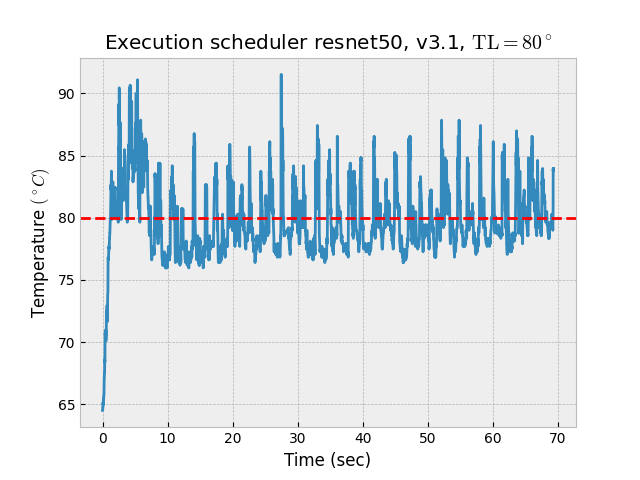 Execution scheduler resnet50, v3.1, TL = 80°
Temperature (°C)
90
85
80
75
70
65
0 10 20 30 40 50 60 70
Time (sec)